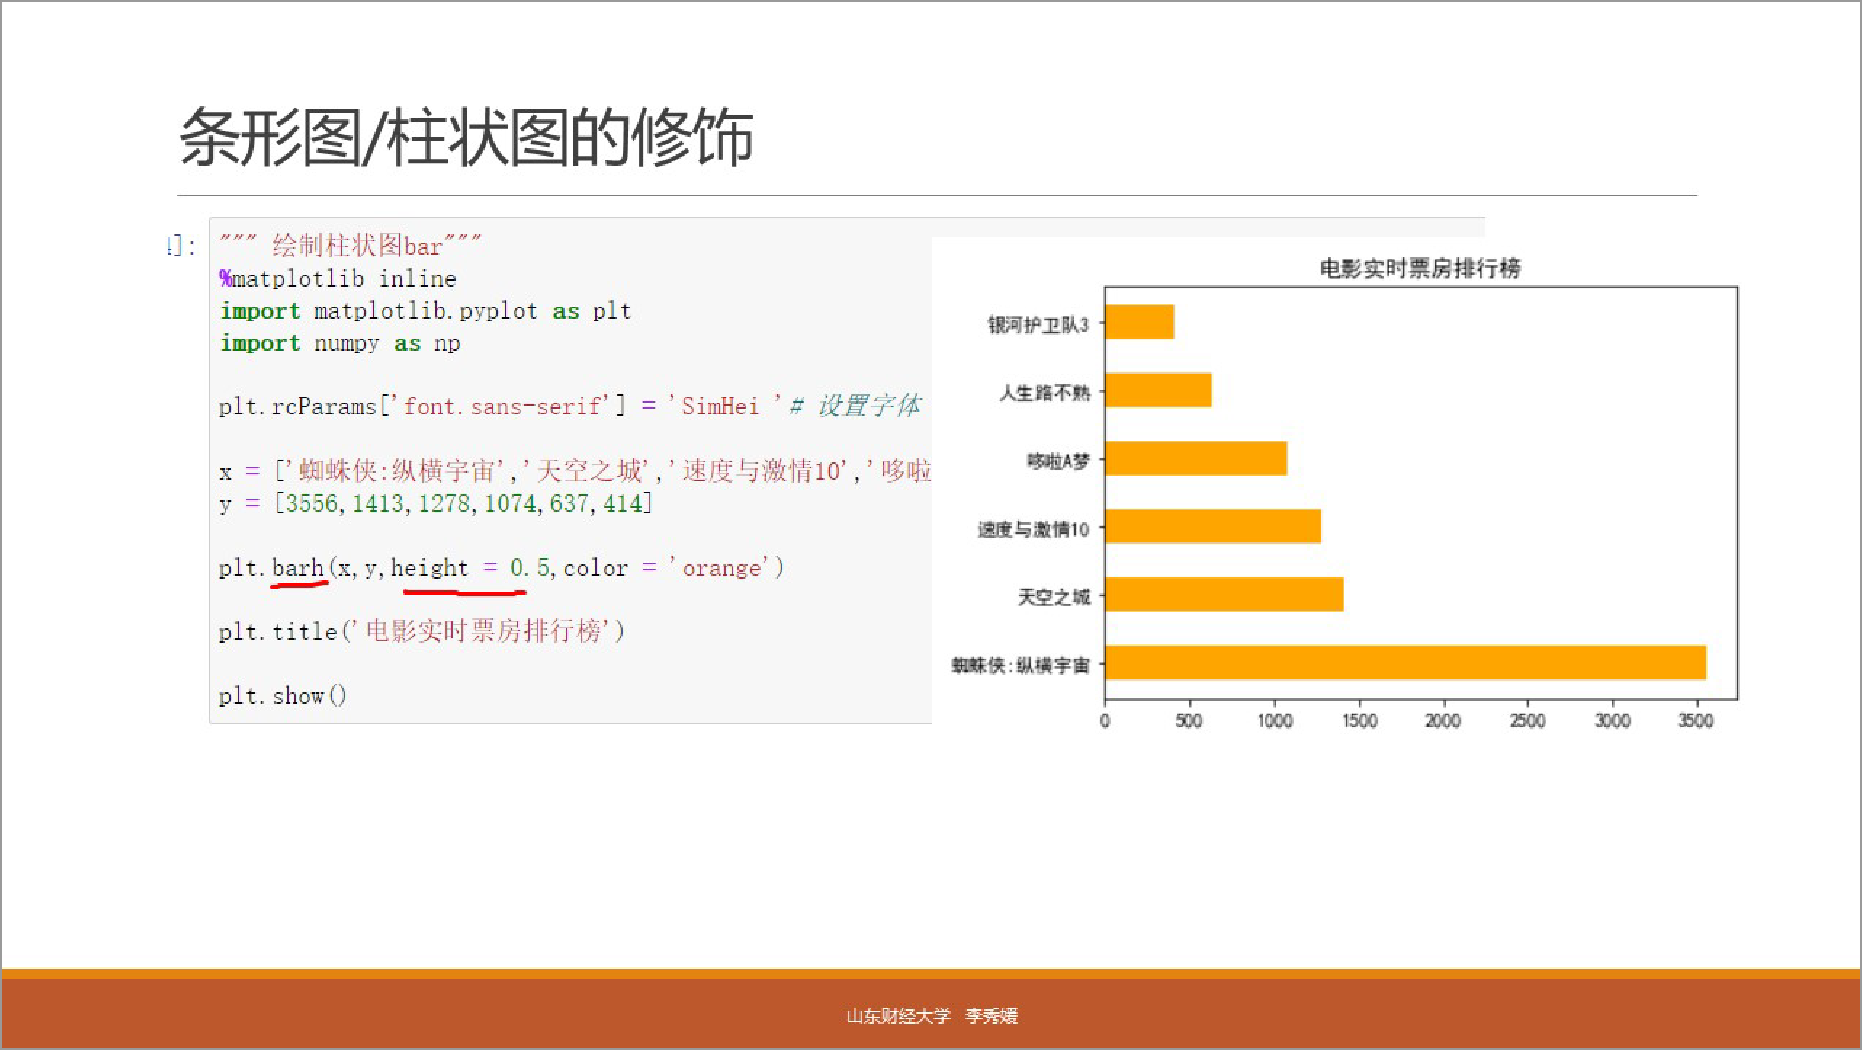 条形图/柱状图的修饰
]:
""" 绘制柱状图bar"""
%matplotlib inline
import matplotlib.pyplot as plt
import numpy as np
plt.rcParams['font.sans-serif'] = 'SimHei '# 设置字体
x = ['蜘蛛侠:纵横宇宙','天空之城','速度与激情10','哆啦
y = [3556,1413,1278,1074,637,414]
plt.barh(x,y,height = 0.5,color = 'orange')
plt.title('电影实时票房排行榜')
plt.show()
电影实时票房排行榜
银河护卫队3
人生路不熟
哆啦A梦
速度与激情10
天空之城
蜘蛛侠:纵横宇宙
0 500 1000 1500 2000 2500 3000 3500
山东财经大学 李秀媛